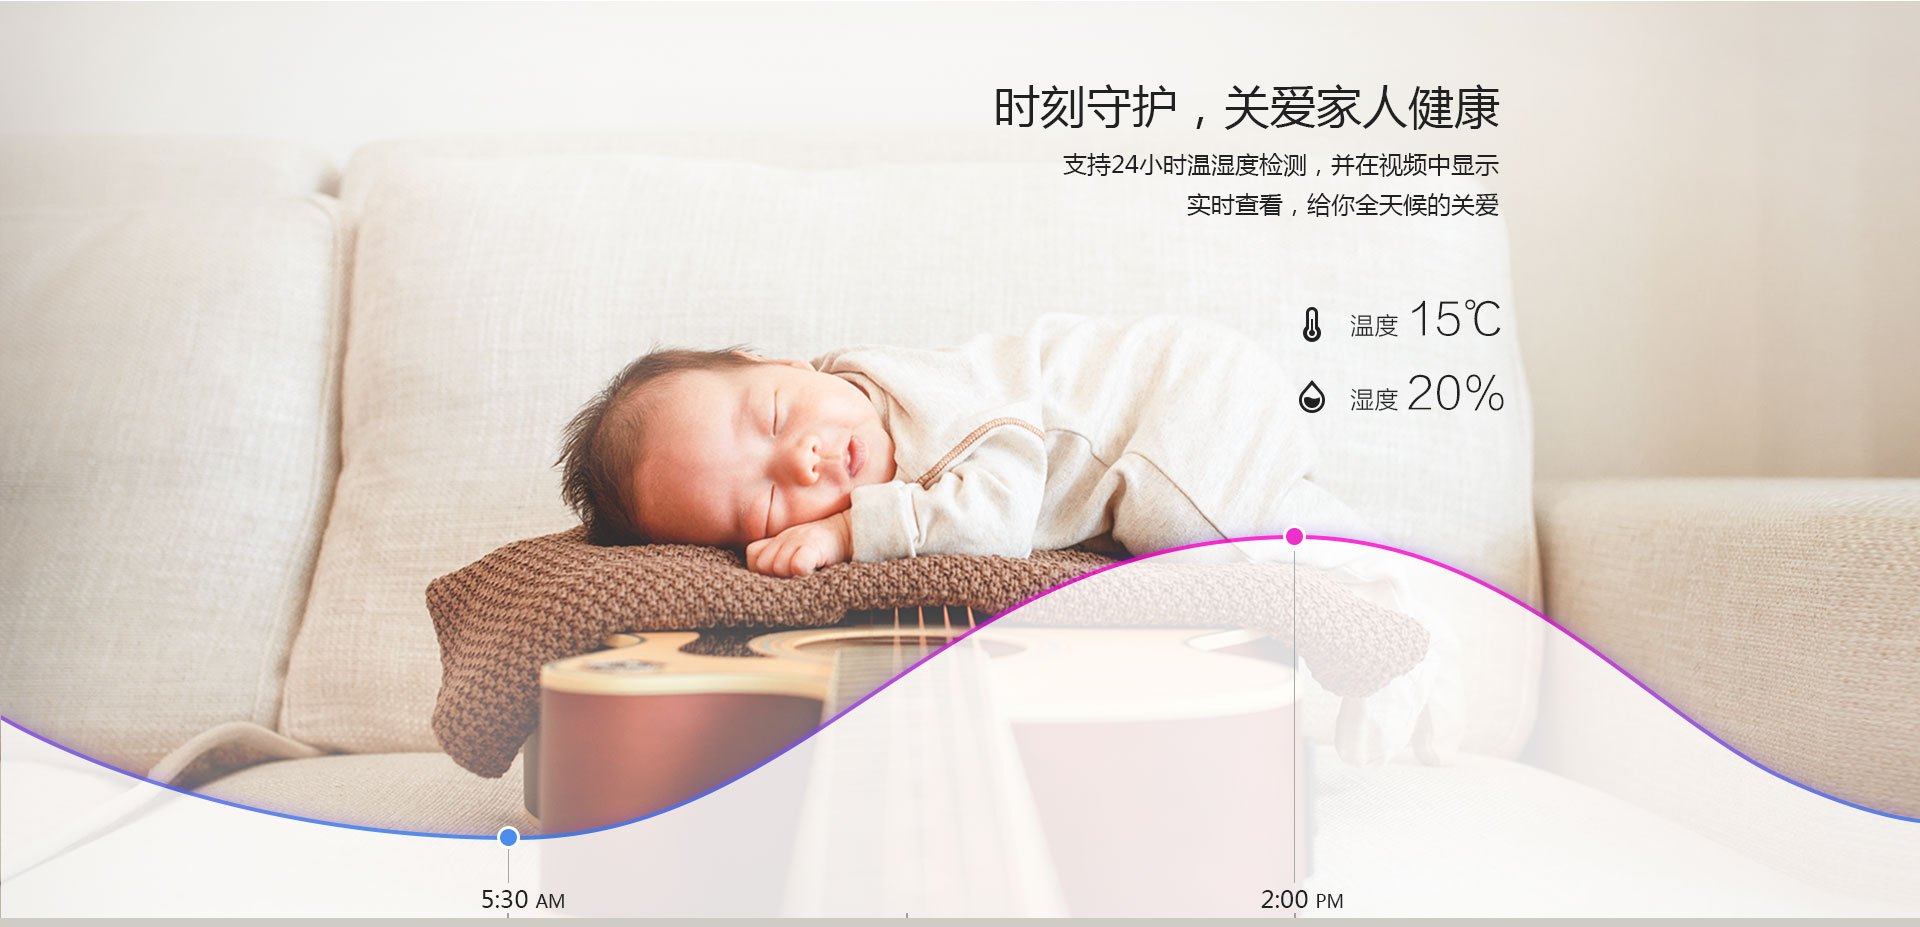 时刻守护，关爱家人健康
支持24小时温湿度检测，并在视频中显示
实时查看，给你全天候的关爱
温度 15℃
湿度 20%
5:30 AM
2:00 PM